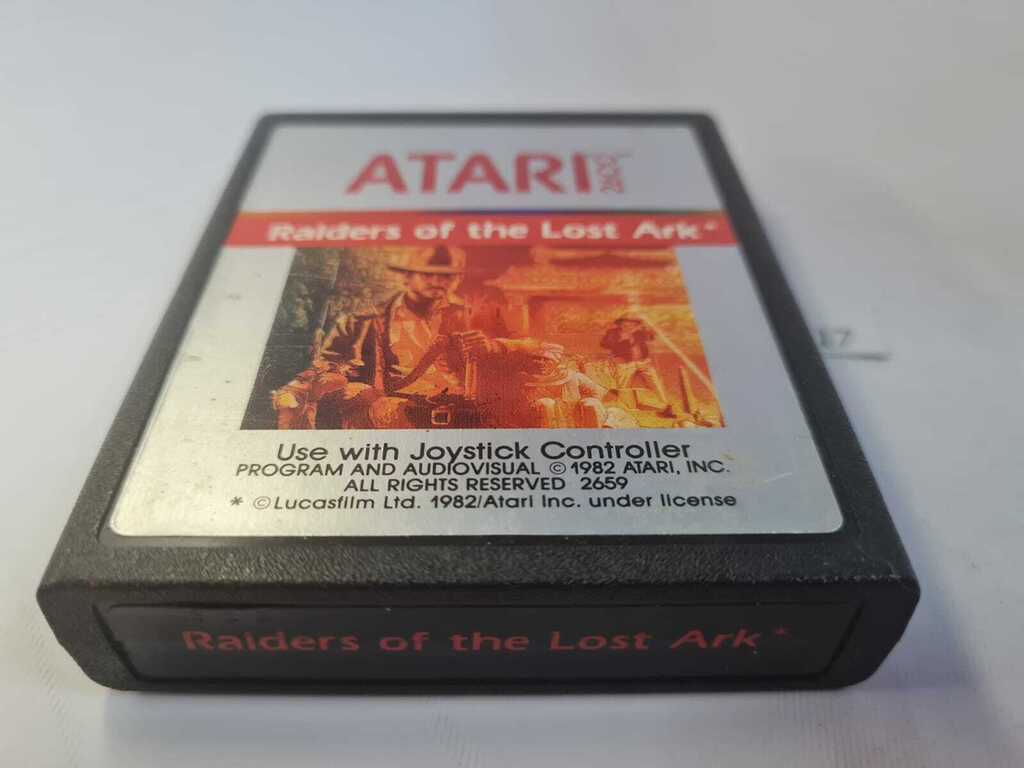 ATARI 2600™
Raiders of the Lost Ark*
Use with Joystick Controller
PROGRAM AND AUDIOVISUAL © 1982 ATARI, INC.
ALL RIGHTS RESERVED 2659
* © Lucasfilm Ltd. 1982/Atari Inc. under license
Raiders of the Lost Ark*